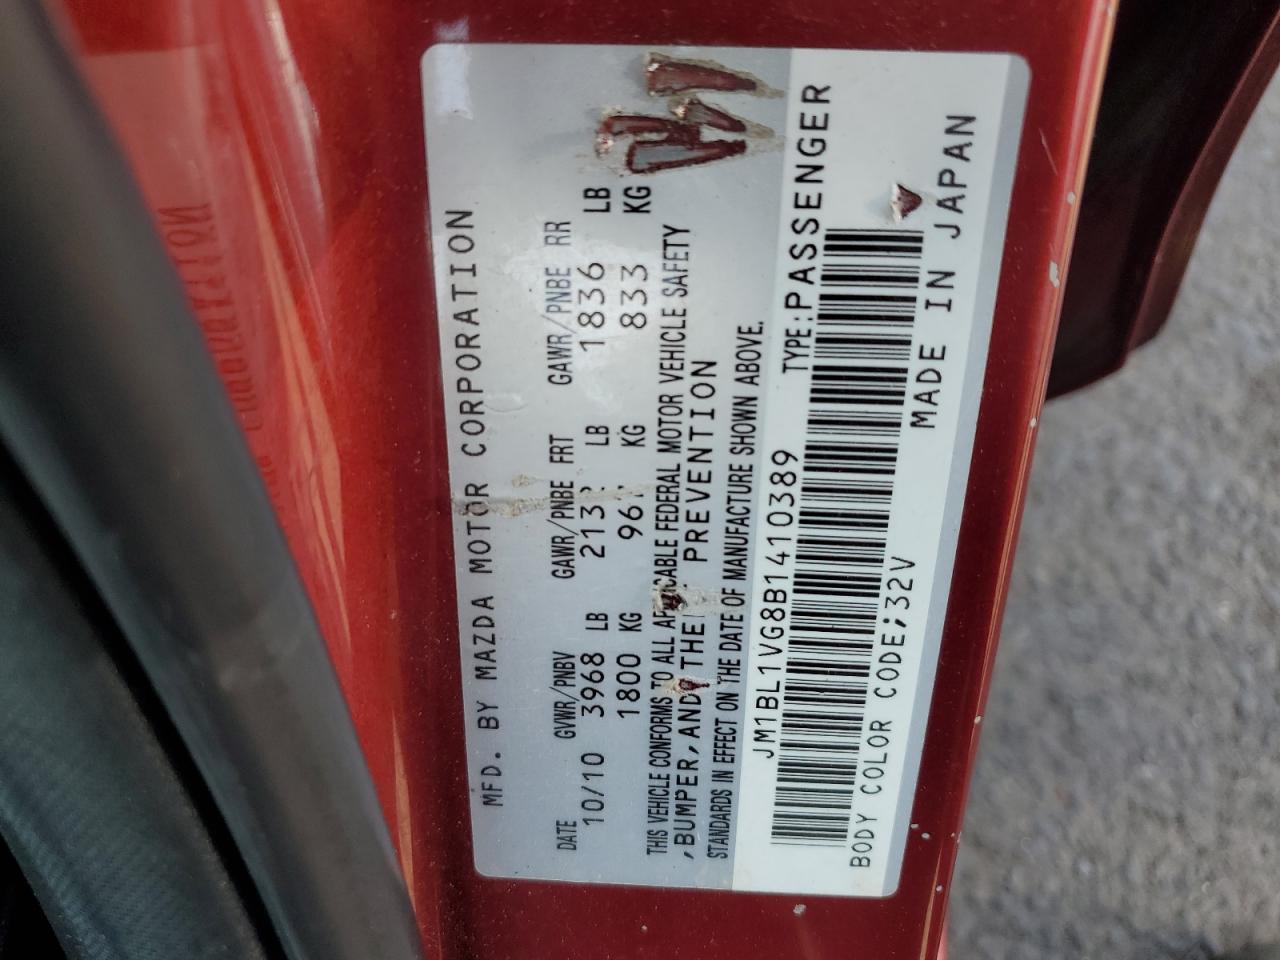 MFD. BY MAZDA MOTOR CORPORATION
DATE GVWR/PNBV GAWR/PNBE FRT GAWR/PNBE RR
10/10 3968 LB LB 1836 LB
1800 KG KG 833 KG
THIS VEHICLE CONFORMS TO ALL APPLICABLE FEDERAL MOTOR VEHICLE SAFETY
, BUMPER, AND THE PREVENTION
STANDARDS IN EFFECT ON THE DATE OF MANUFACTURE SHOWN ABOVE.
JM1BL1VG8B1410389 TYPE:PASSENGER
BODY COLOR CODE;32V MADE IN JAPAN